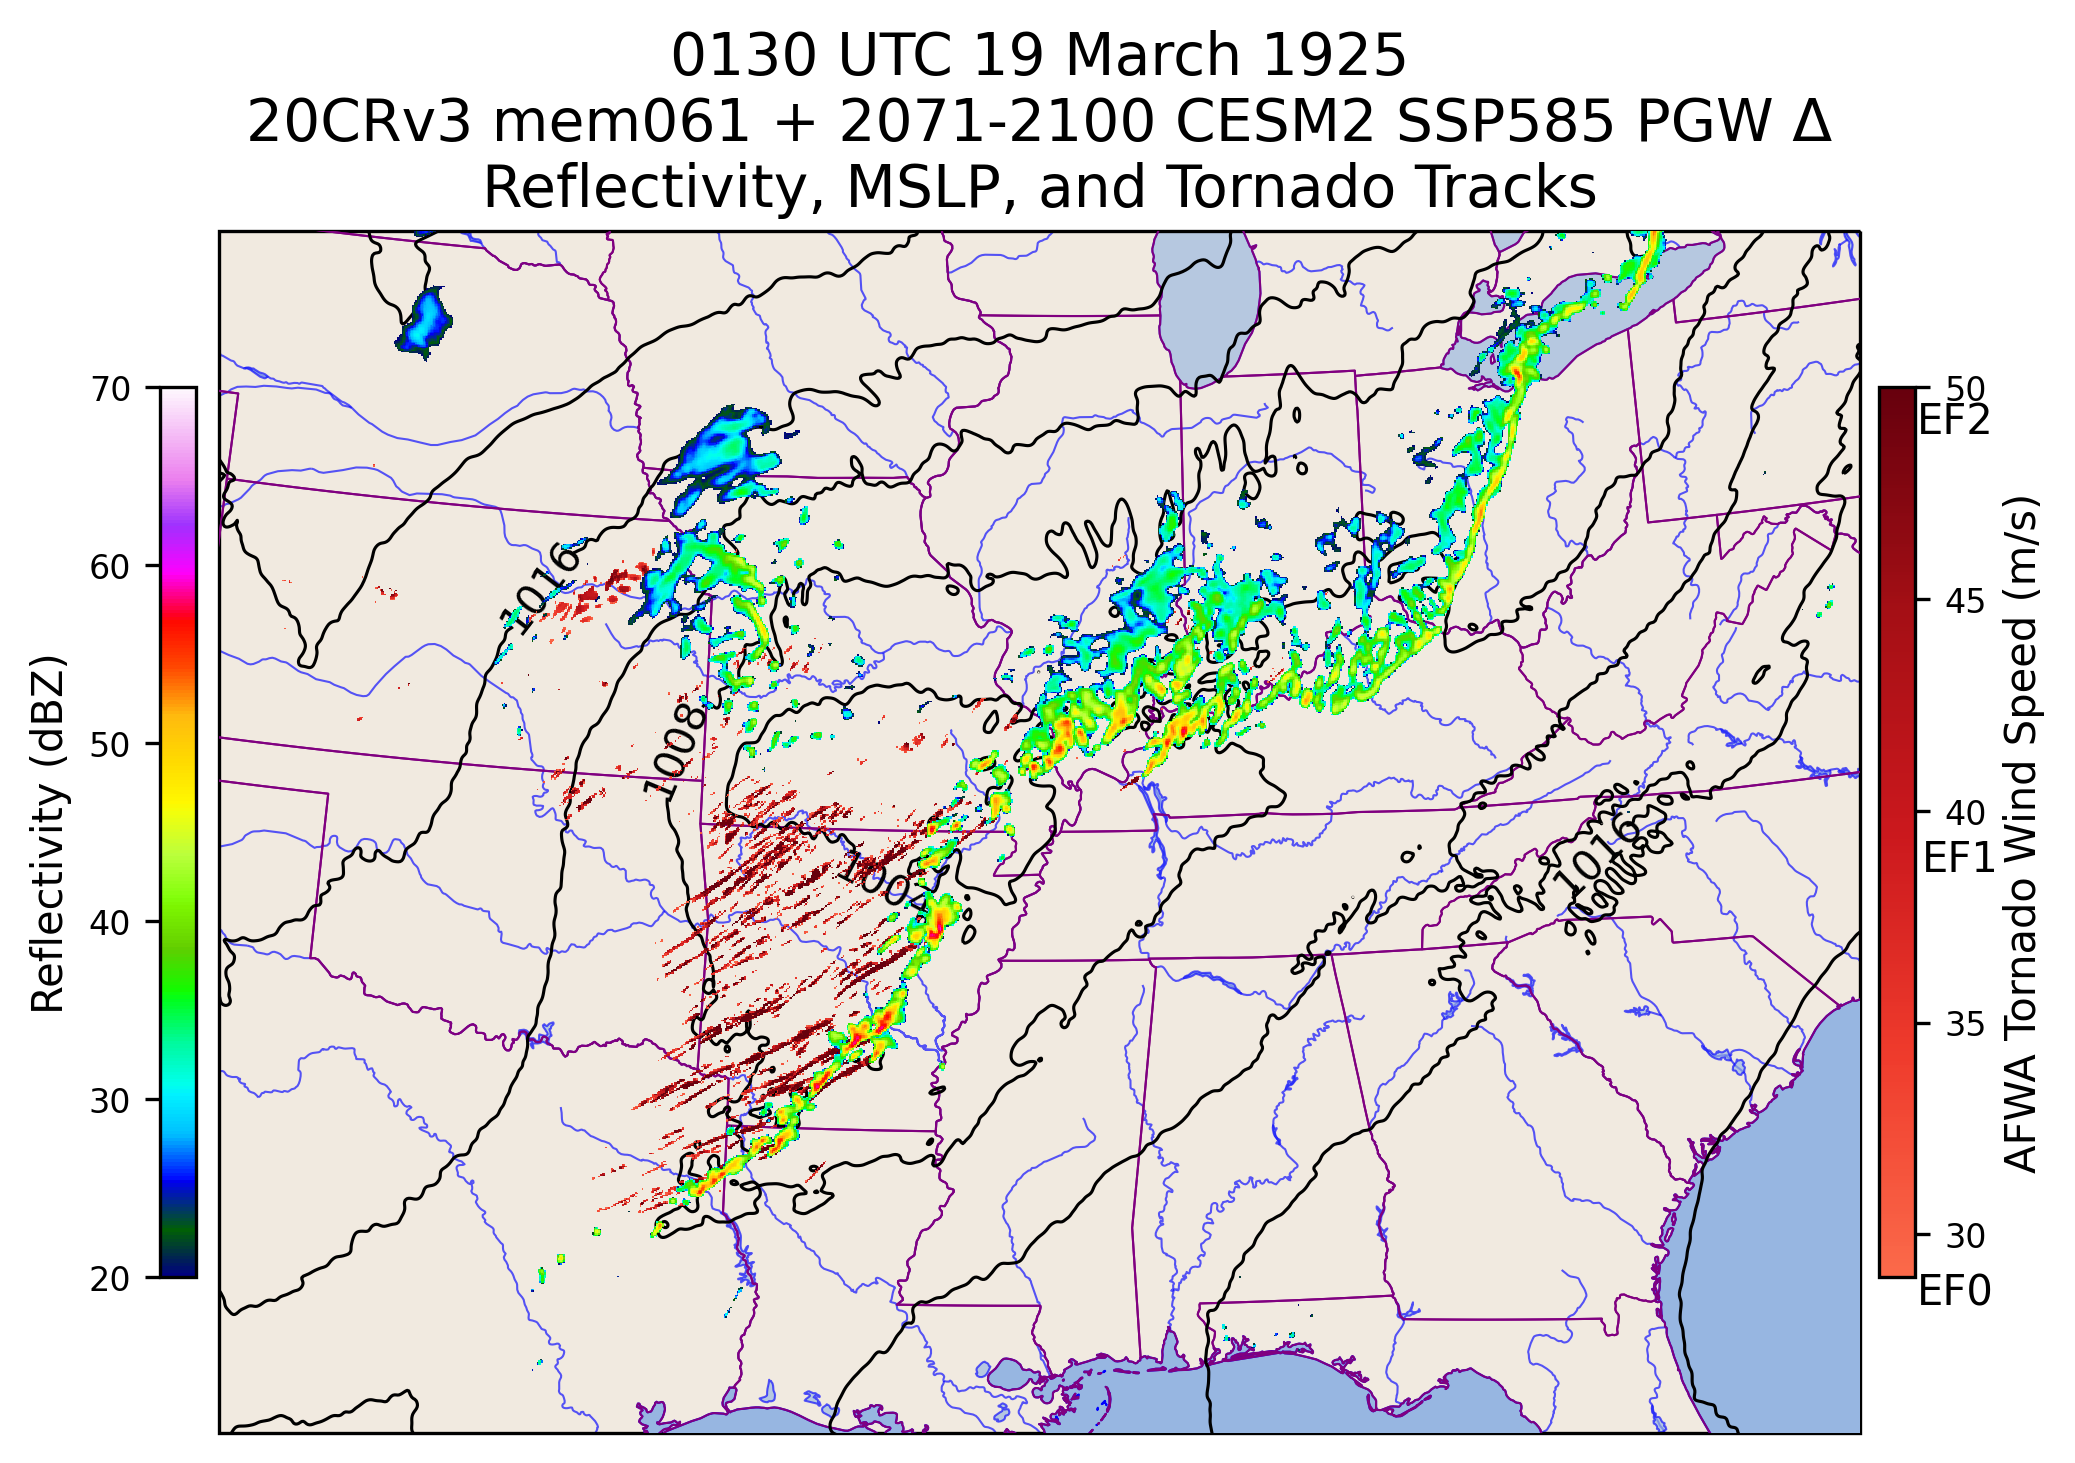 0130 UTC 19 March 1925
20CRv3 mem061 + 2071-2100 CESM2 SSP585 PGW Δ
Reflectivity, MSLP, and Tornado Tracks
Reflectivity (dBZ)
70
60
50
40
30
20
1016
1008
1004
1016
50
EF2
45
40
EF1
35
30
EF0
AFWA Tornado Wind Speed (m/s)